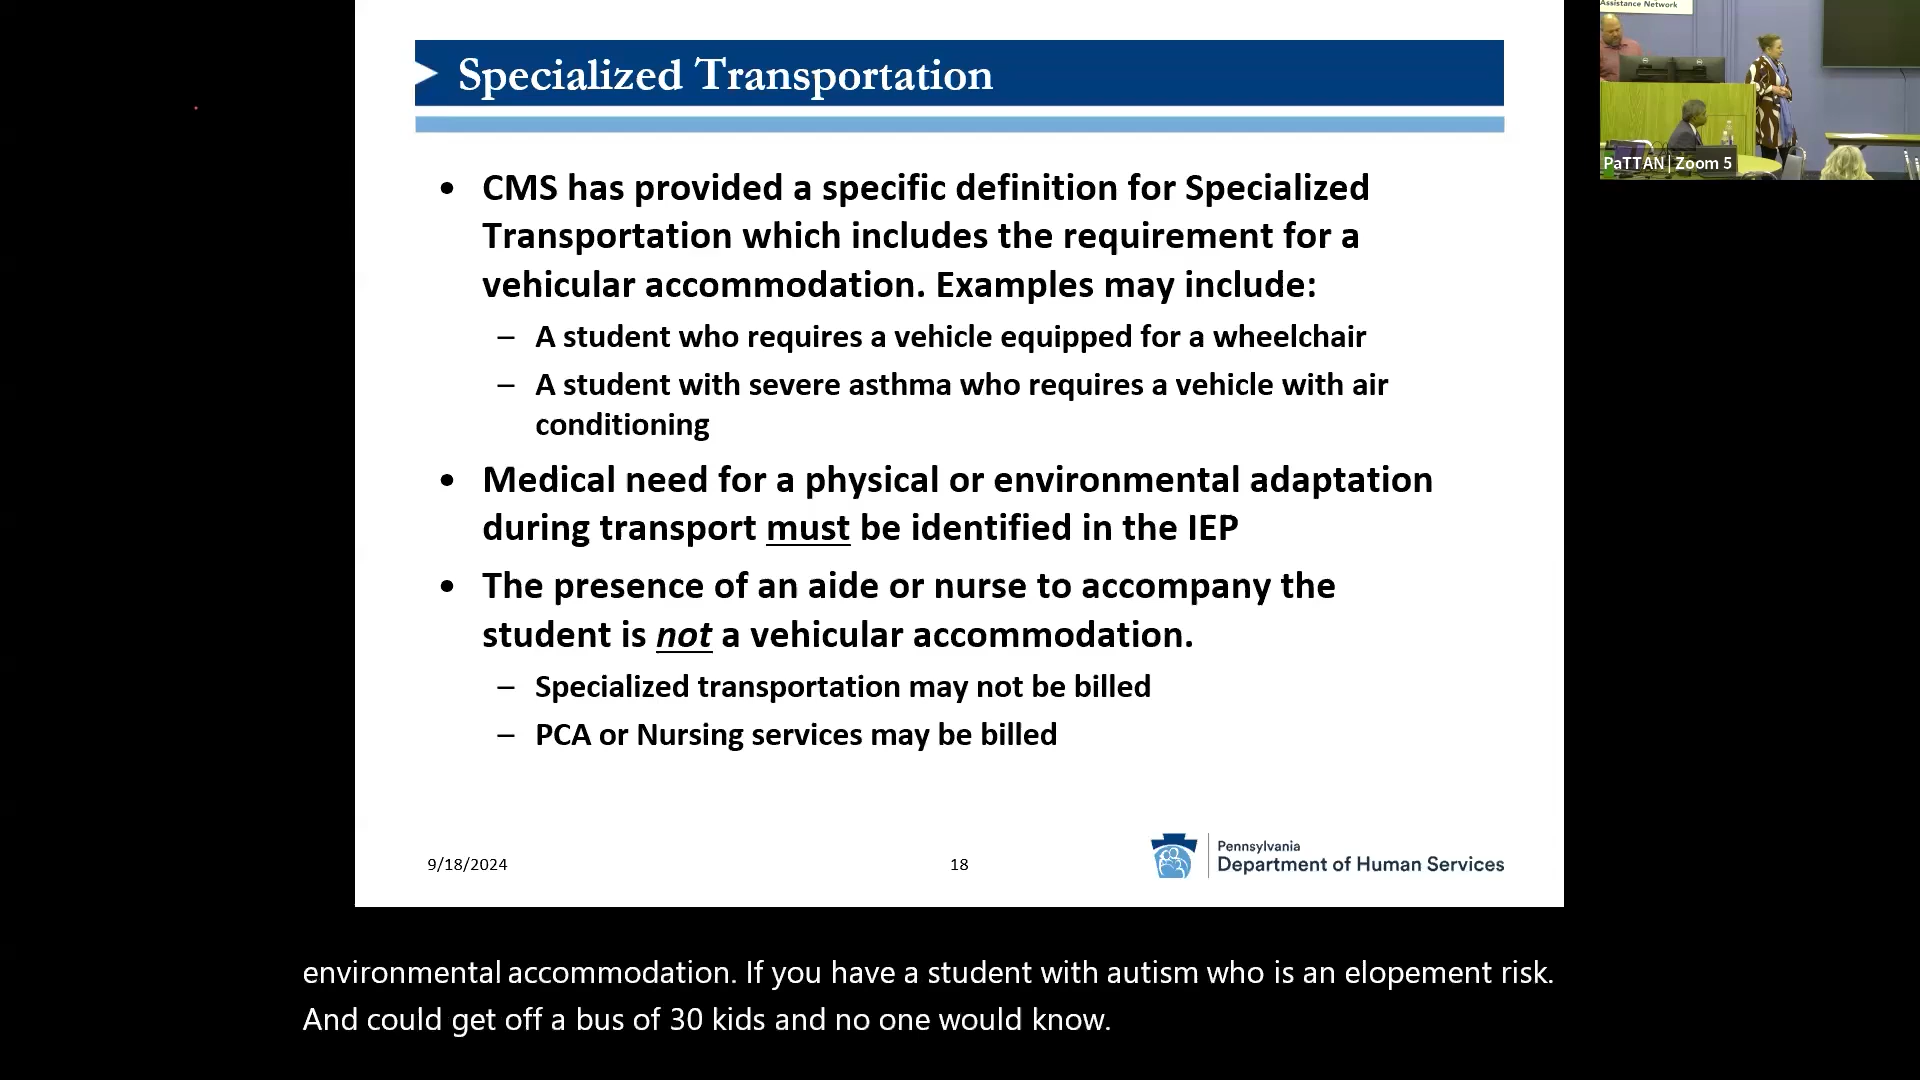 Assistance Network
Specialized Transportation
PaTTAN | Zoom 5
• CMS has provided a specific definition for Specialized
Transportation which includes the requirement for a
vehicular accommodation. Examples may include:
– A student who requires a vehicle equipped for a wheelchair
– A student with severe asthma who requires a vehicle with air
conditioning
• Medical need for a physical or environmental adaptation
during transport must be identified in the IEP
• The presence of an aide or nurse to accompany the
student is not a vehicular accommodation.
– Specialized transportation may not be billed
– PCA or Nursing services may be billed
9/18/2024
18
Pennsylvania
Department of Human Services
environmental accommodation. If you have a student with autism who is an elopement risk.
And could get off a bus of 30 kids and no one would know.